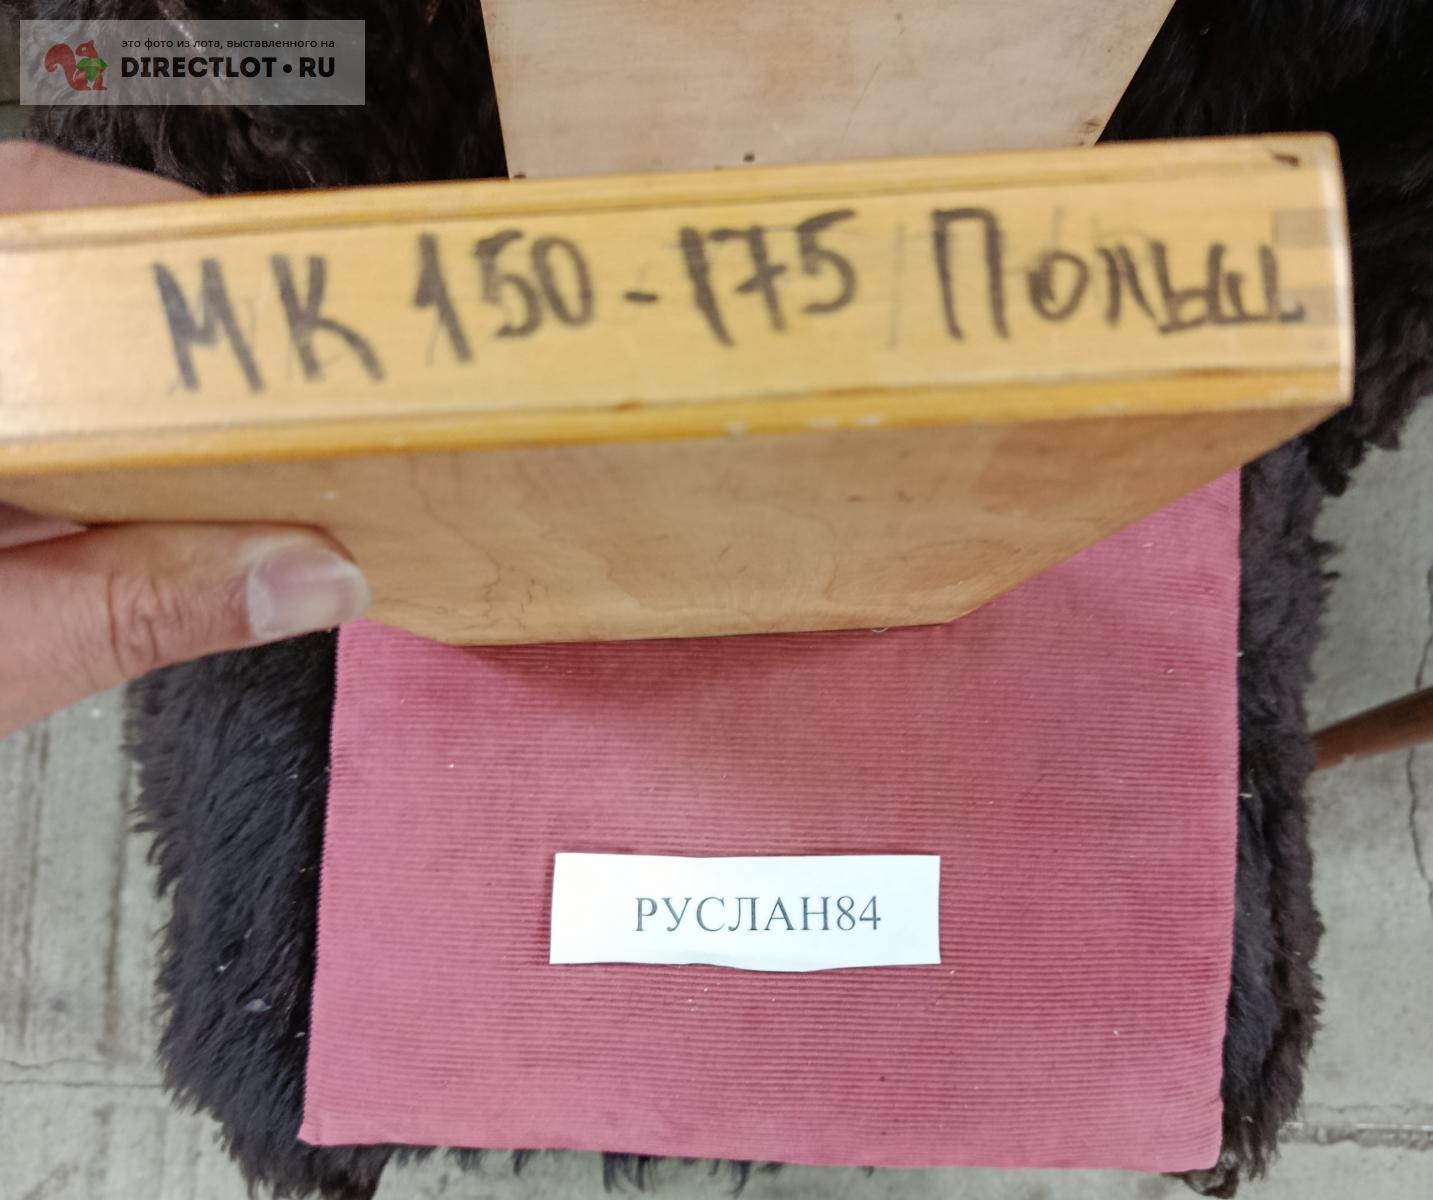 это фото из лота, выставленного на
DIRECTLOT•RU
МК 150-175 Польш
РУСЛАН84